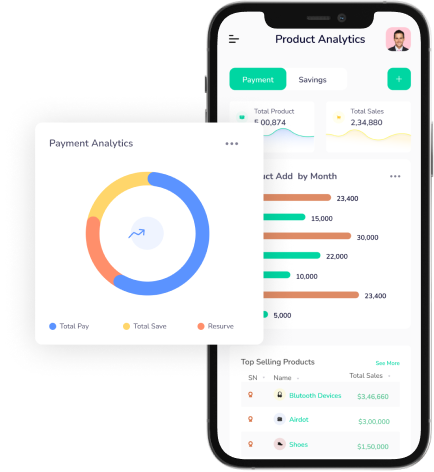 Product Analytics
Payment
Savings
+
Total Product
5,00,874
Total Sales
2,34,880
Payment Analytics
uct Add by Month
23,400
15,000
30,000
22,000
10,000
23,400
5,000
Total Pay
Total Save
Resurve
Top Selling Products
See More
SN
Name
Total Sales
Blutooth Devices
$3,46,660
Airdot
$3,00,000
Shoes
$1,50,000